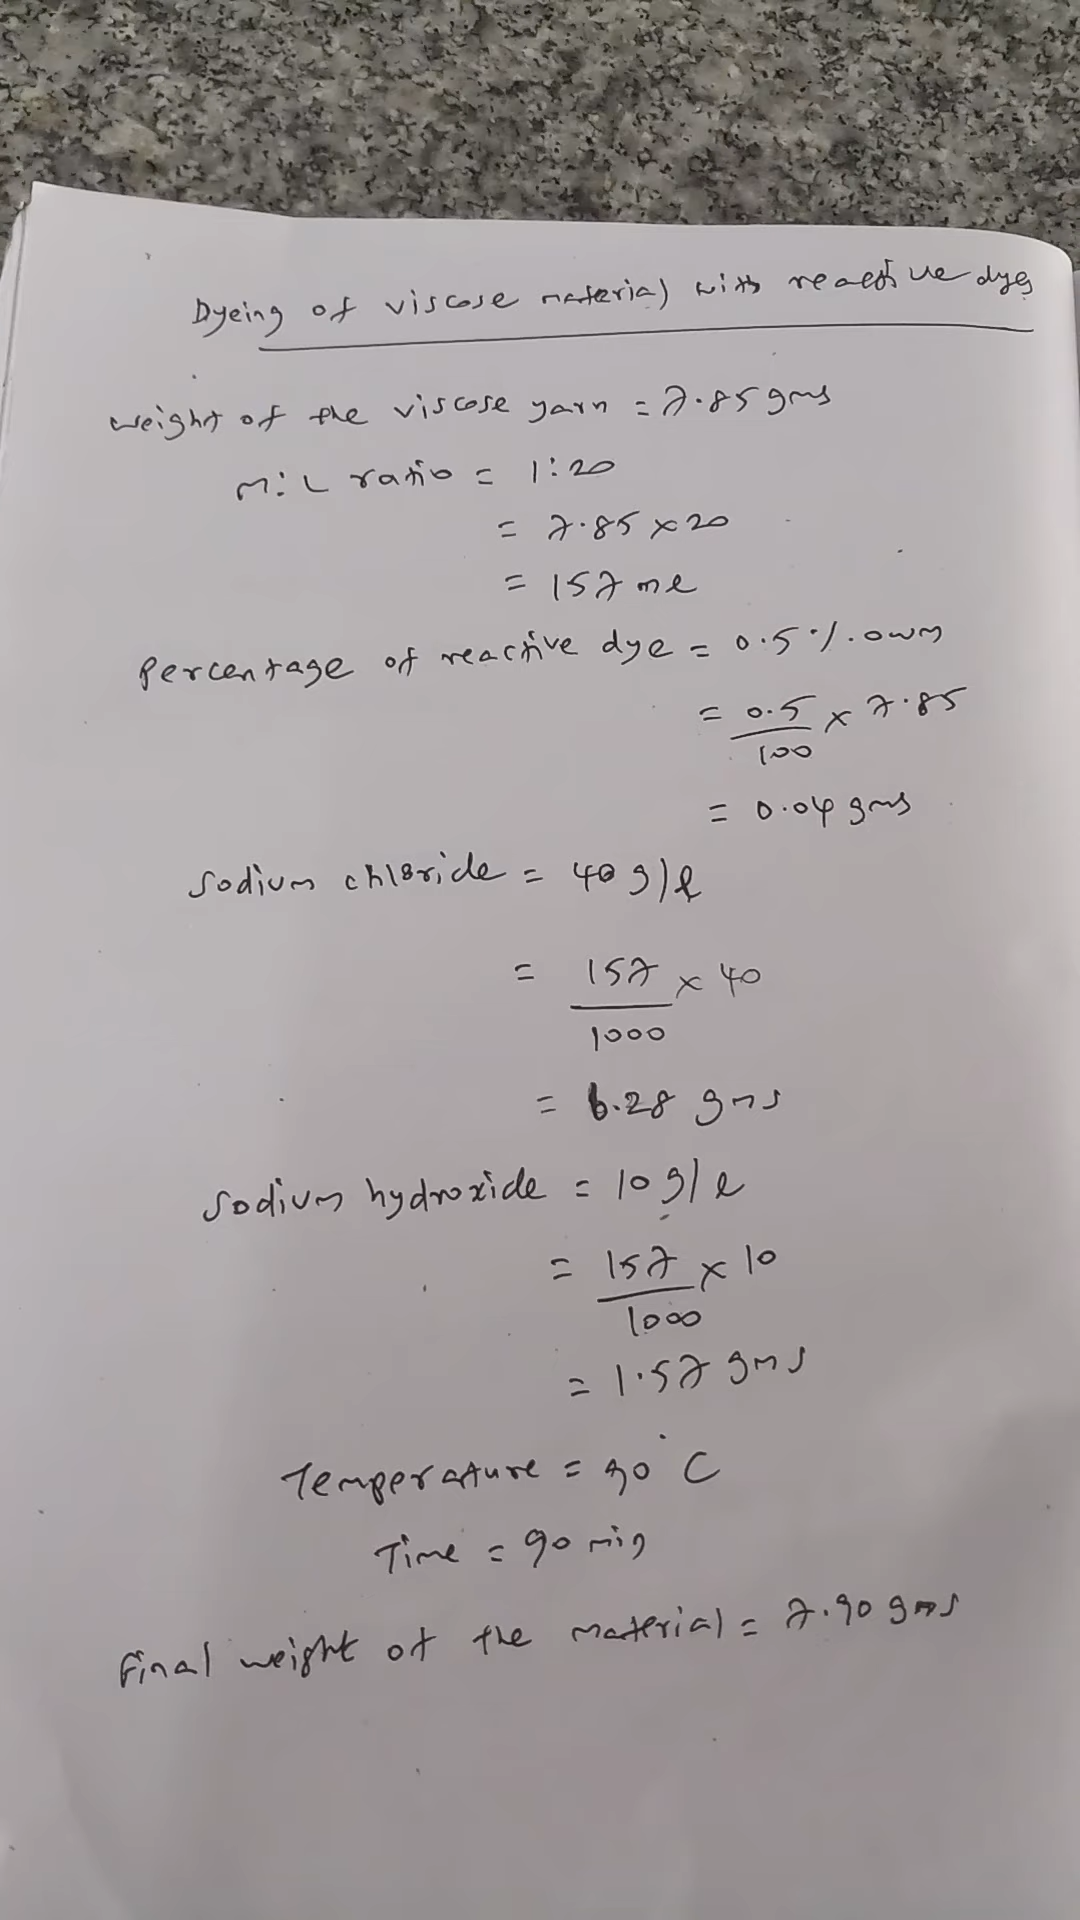 Dyeing of viscose material with reactive dyes
weight of the viscose yarn = 7.85 gms
M:L ratio = 1:20
= 7.85 x 20
= 157 ml
Percentage of reactive dye = 0.5 %. owm
= 0.5/100 x 7.85
= 0.04 gms
Sodium chloride = 40 g/l
= 157/1000 x 40
= 6.28 gms
Sodium hydroxide = 10 g/l
= 157/1000 x 10
= 1.57 gms
Temperature = 90°C
Time = 90 min
Final weight of the material = 7.90 gms